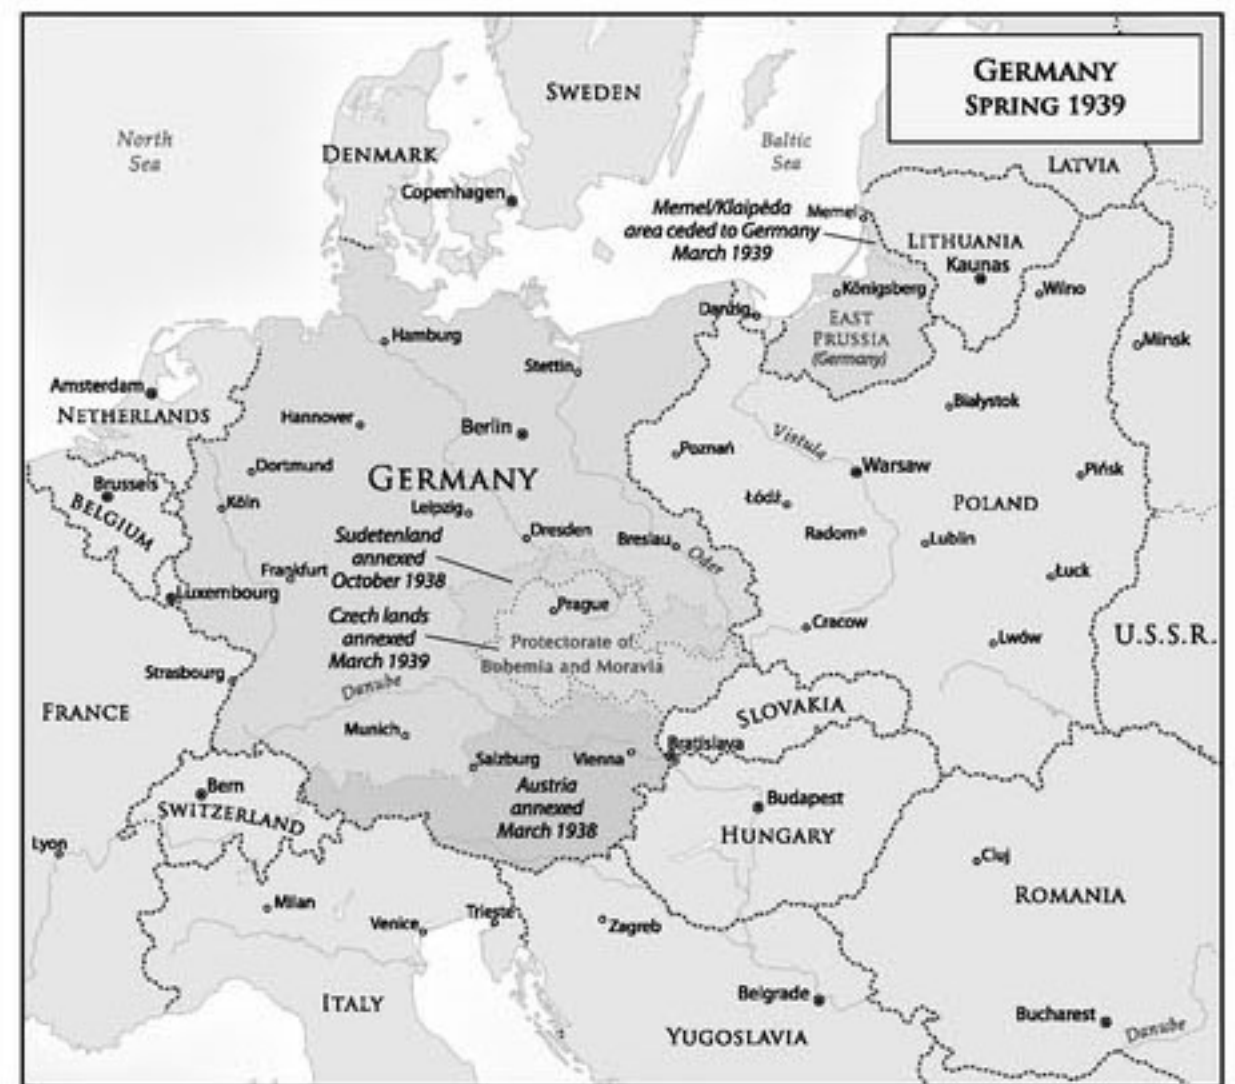 GERMANY
SPRING 1939
North
Sea
SWEDEN
Baltic
Sea
DENMARK
LATVIA
Copenhagen
Memel/Klaipėda
area ceded to Germany
March 1939
Memel
LITHUANIA
Kaunas
Wilno
Königsberg
Danzig
EAST
PRUSSIA
(Germany)
Hamburg
Minsk
Stettin
Amsterdam
NETHERLANDS
Hannover
Berlin
Białystok
Poznań
Vistula
Warsaw
Dortmund
GERMANY
Pińsk
Brussels
BELGIUM
Köln
Leipzig
Łódź
POLAND
Dresden
Breslau
Oder
Radom
Lublin
Sudetenland
annexed
October 1938
Frankfurt
Łuck
Luxembourg
Prague
Czech lands
annexed
March 1939
Protectorate of
Bohemia and Moravia
Cracow
Lwów
U.S.S.R.
Strasbourg
Danube
FRANCE
SLOVAKIA
Munich
Bratislava
Salzburg
Vienna
Austria
annexed
March 1938
Bern
SWITZERLAND
Budapest
HUNGARY
Lyon
Cluj
ROMANIA
Milan
Venice
Trieste
Zagreb
ITALY
Belgrade
Bucharest
Danube
YUGOSLAVIA